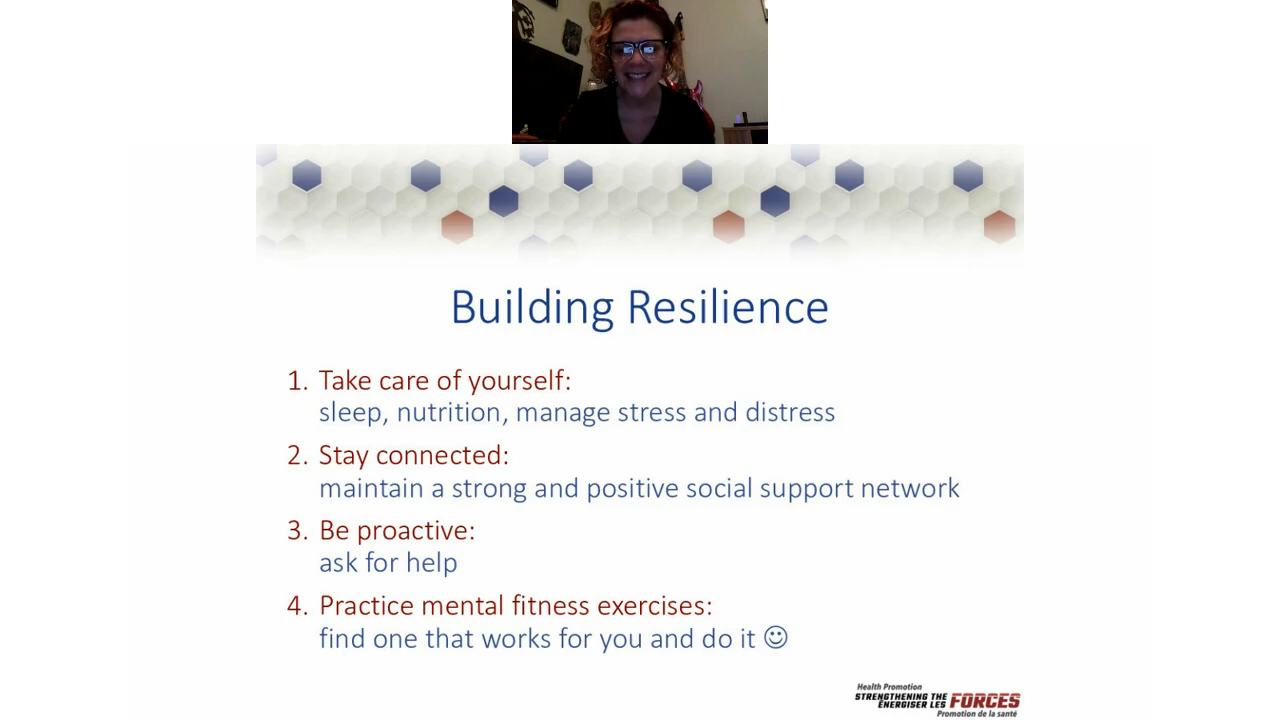 Building Resilience
1. Take care of yourself:
sleep, nutrition, manage stress and distress
2. Stay connected:
maintain a strong and positive social support network
3. Be proactive:
ask for help
4. Practice mental fitness exercises:
find one that works for you and do it ☺
Health Promotion
STRENGTHENING THE FORCES
ÉNERGISER LES
Promotion de la santé